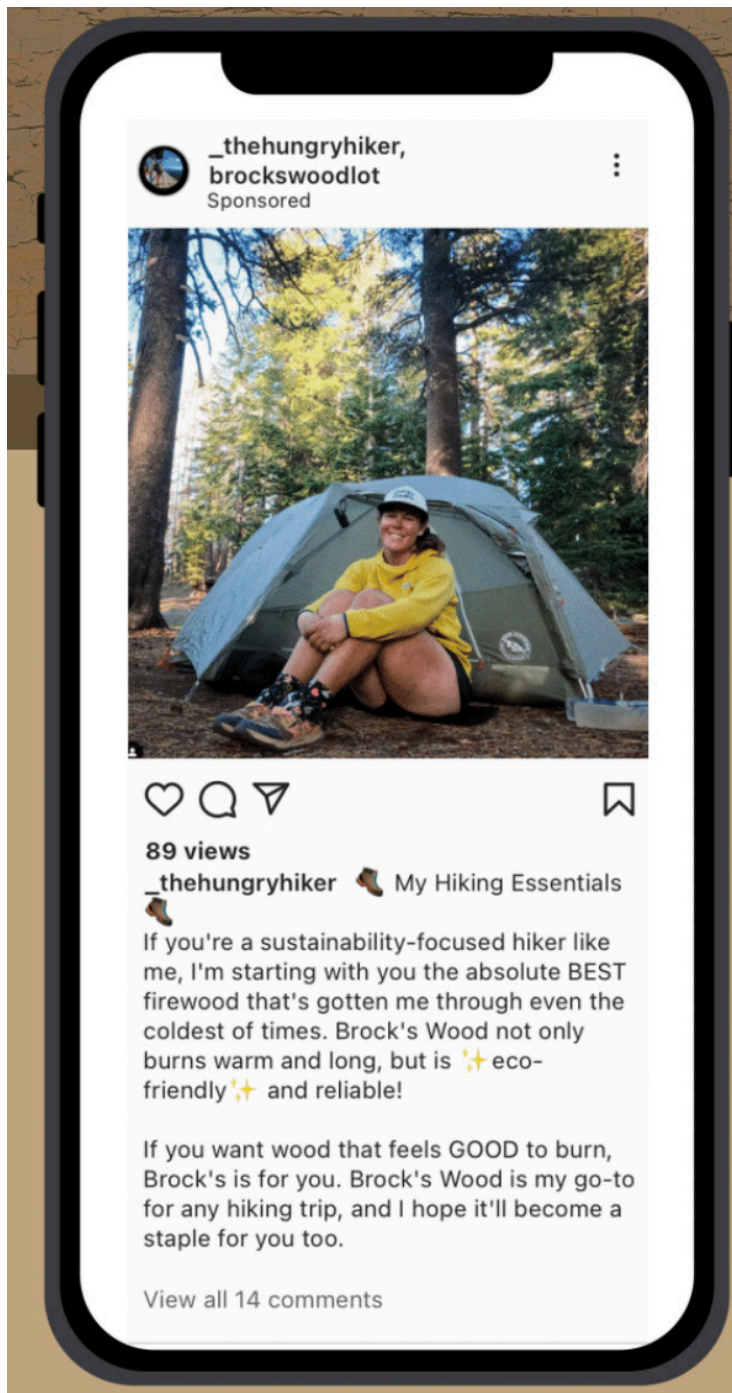 _thehungryhiker,
brockswoodlot
Sponsored
89 views
_thehungryhiker 🥾 My Hiking Essentials
🥾
If you're a sustainability-focused hiker like
me, I'm starting with you the absolute BEST
firewood that's gotten me through even the
coldest of times. Brock's Wood not only
burns warm and long, but is ✨eco-
friendly✨ and reliable!
If you want wood that feels GOOD to burn,
Brock's is for you. Brock's Wood is my go-to
for any hiking trip, and I hope it'll become a
staple for you too.
View all 14 comments